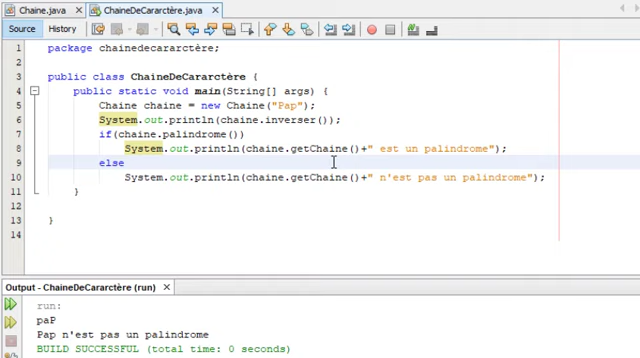 Chaine.java × ChaineDeCararctère.java ×
Source History
1 package chainedecararctère;
2
3 public class ChaineDeCararctère {
4 public static void main(String[] args) {
5 Chaine chaine = new Chaine("Pap");
6 System.out.println(chaine.inverser());
7 if(chaine.palindrome())
8 System.out.println(chaine.getChaine()+" est un palindrome");
9 else
10 System.out.println(chaine.getChaine()+" n'est pas un palindrome");
11 }
12
13 }
14
Output - ChaineDeCararctère (run) ×
run:
paP
Pap n'est pas un palindrome
BUILD SUCCESSFUL (total time: 0 seconds)